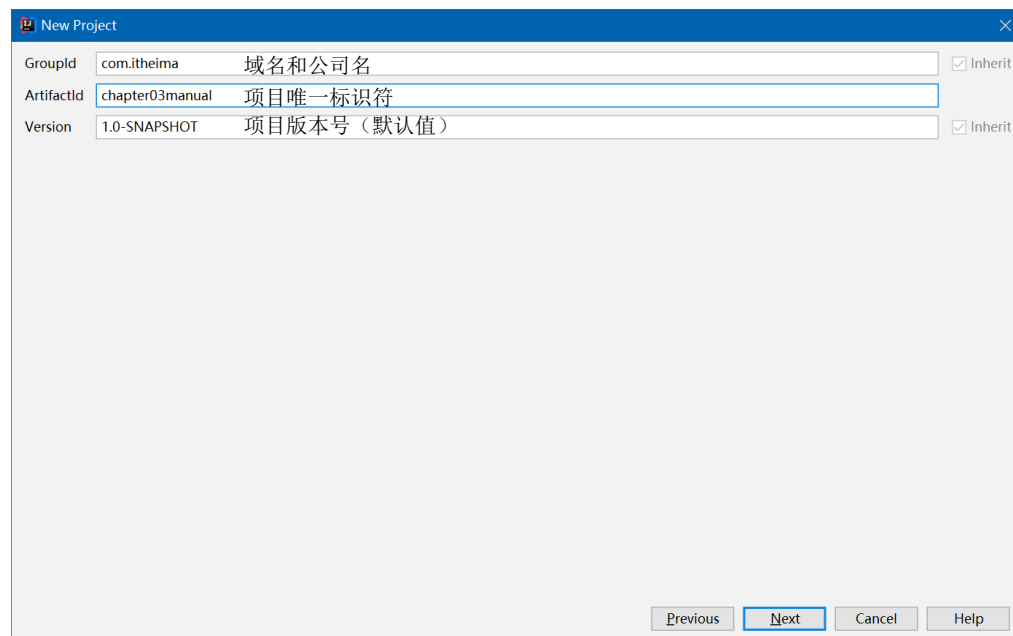 New Project
GroupId com.itheima 域名和公司名 Inherit
ArtifactId chapter03manual 项目唯一标识符
Version 1.0-SNAPSHOT 项目版本号（默认值） Inherit
Previous Next Cancel Help